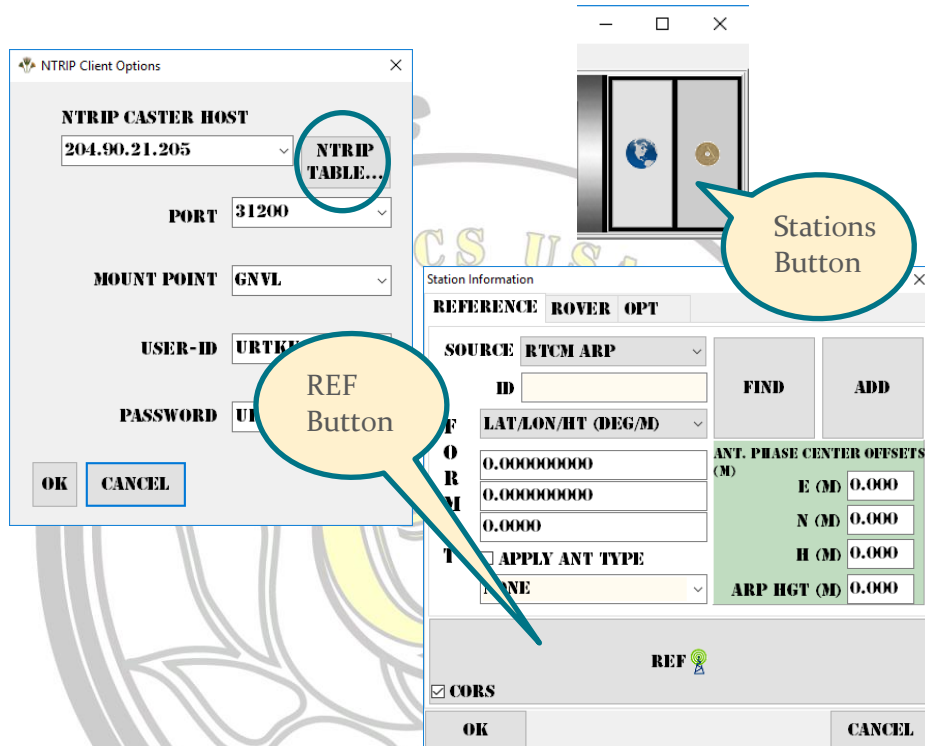 NTRIP Client Options
NTRIP CASTER HOST
204.90.21.205
NTRIP
TABLE...
PORT 31200
MOUNT POINT GNVL
USER-ID
PASSWORD
OK CANCEL
Stations
Button
CS USA
Station Information
REFERENCE ROVER OPT
SOURCE RTCM ARP
ID
FIND ADD
LAT/LON/HT (DEG/M)
F
O
R
M
T
0.000000000
0.000000000
0.0000
APPLY ANT TYPE
NONE
ANT. PHASE CENTER OFFSETS
(M)
E (M) 0.000
N (M) 0.000
H (M) 0.000
ARP HGT (M) 0.000
REF
Button
REF
CORS
OK CANCEL